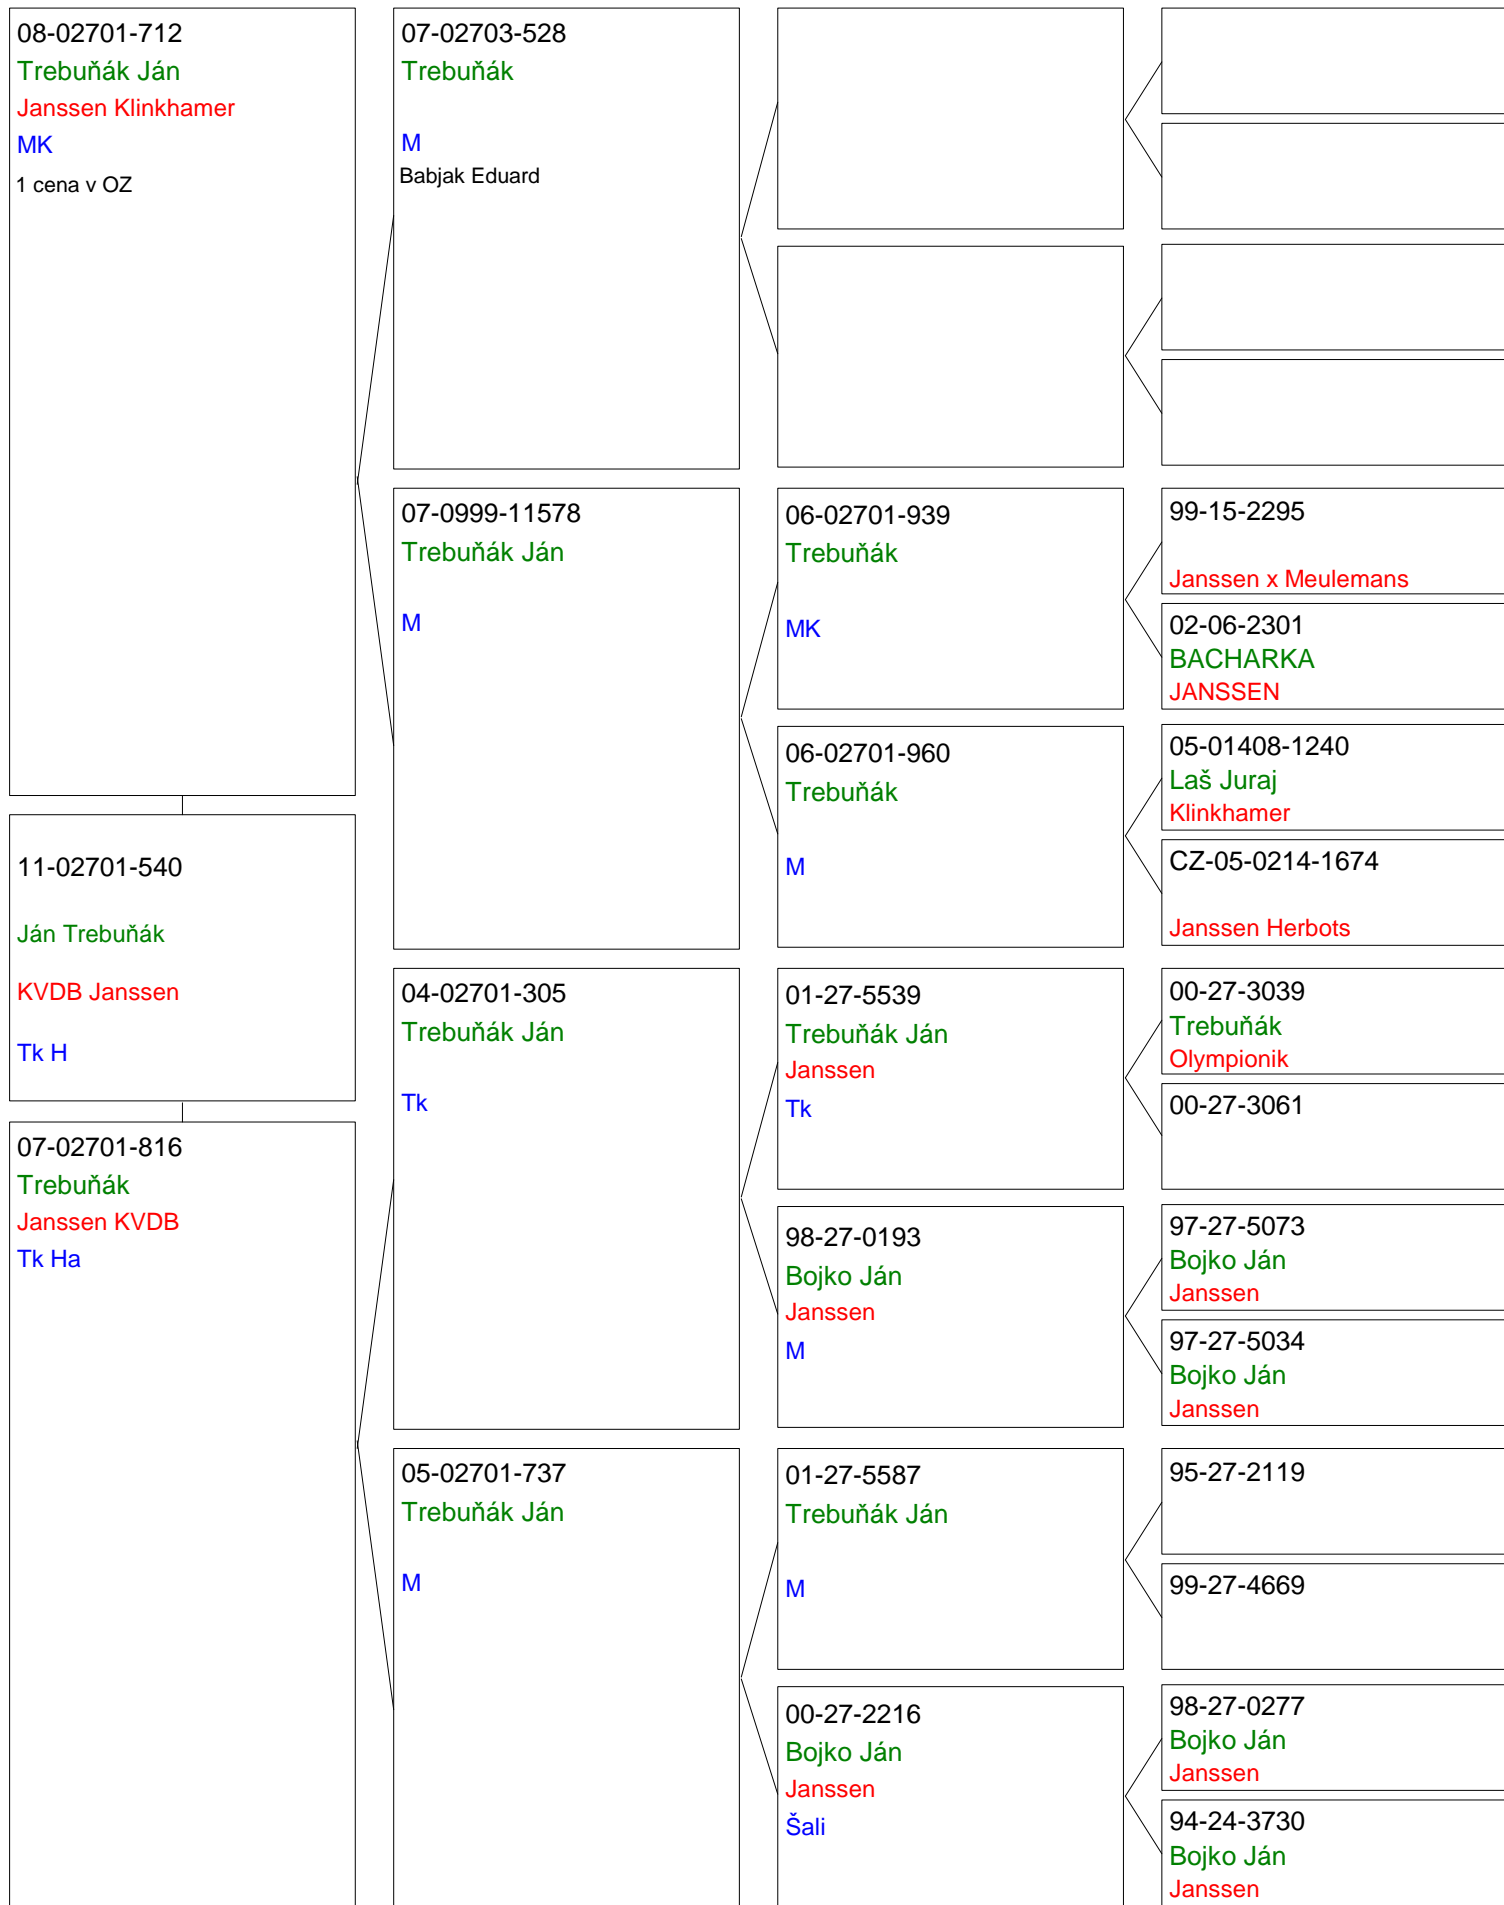 08-02701-712
Trebuňák Ján
Janssen Klinkhamer
MK
1 cena v OZ
11-02701-540
Ján Trebuňák
KVDB Janssen
Tk H
07-02701-816
Trebuňák
Janssen KVDB
Tk Ha
07-02703-528
Trebuňák
M
Babjak Eduard
07-0999-11578
Trebuňák Ján
M
04-02701-305
Trebuňák Ján
Tk
05-02701-737
Trebuňák Ján
M
06-02701-939
Trebuňák
MK
06-02701-960
Trebuňák
M
01-27-5539
Trebuňák Ján
Janssen
Tk
98-27-0193
Bojko Ján
Janssen
M
01-27-5587
Trebuňák Ján
M
00-27-2216
Bojko Ján
Janssen
Šali
99-15-2295
Janssen x Meulemans
02-06-2301
BACHARKA
JANSSEN
05-01408-1240
Laš Juraj
Klinkhamer
CZ-05-0214-1674
Janssen Herbots
00-27-3039
Trebuňák
Olympionik
00-27-3061
97-27-5073
Bojko Ján
Janssen
97-27-5034
Bojko Ján
Janssen
95-27-2119
99-27-4669
98-27-0277
Bojko Ján
Janssen
94-24-3730
Bojko Ján
Janssen